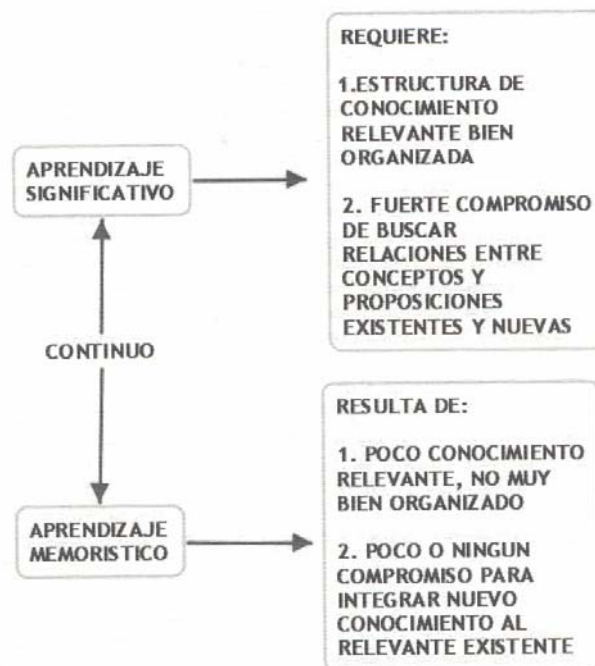 REQUIERE:
1.ESTRUCTURA DE
CONOCIMIENTO
RELEVANTE BIEN
ORGANIZADA
2. FUERTE COMPROMISO
DE BUSCAR
RELACIONES ENTRE
CONCEPTOS Y
PROPOSICIONES
EXISTENTES Y NUEVAS
APRENDIZAJE
SIGNIFICATIVO
CONTINUO
APRENDIZAJE
MEMORISTICO
RESULTA DE:
1. POCO CONOCIMIENTO
RELEVANTE, NO MUY
BIEN ORGANIZADO
2. POCO O NINGUN
COMPROMISO PARA
INTEGRAR NUEVO
CONOCIMIENTO AL
RELEVANTE EXISTENTE